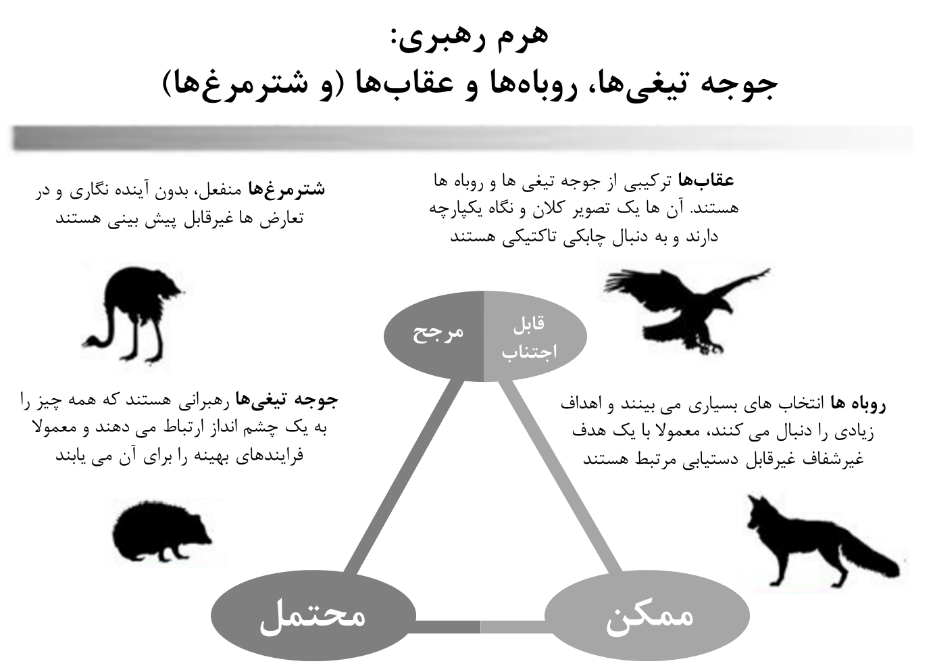 هرم رهبری:
جوجه تیغی‌ها، روباه‌ها و عقاب‌ها (و شترمرغ‌ها)
عقاب‌ها ترکیبی از جوجه تیغی ها و روباه ها
هستند. آن ها یک تصویر کلان و نگاه یکپارچه
دارند و به دنبال چابکی تاکتیکی هستند
شترمرغ‌ها منفعل، بدون آینده نگاری و در
تعارض ها غیرقابل پیش بینی هستند
قابل
اجتناب
مرجح
روباه ها انتخاب های بسیاری می بینند و اهداف
زیادی را دنبال می کنند، معمولا با یک هدف
غیرشفاف غیرقابل دستیابی مرتبط هستند
جوجه تیغی‌ها رهبرانی هستند که همه چیز را
به یک چشم انداز ارتباط می دهند و معمولا
فرایندهای بهینه را برای آن می یابند
ممکن
محتمل